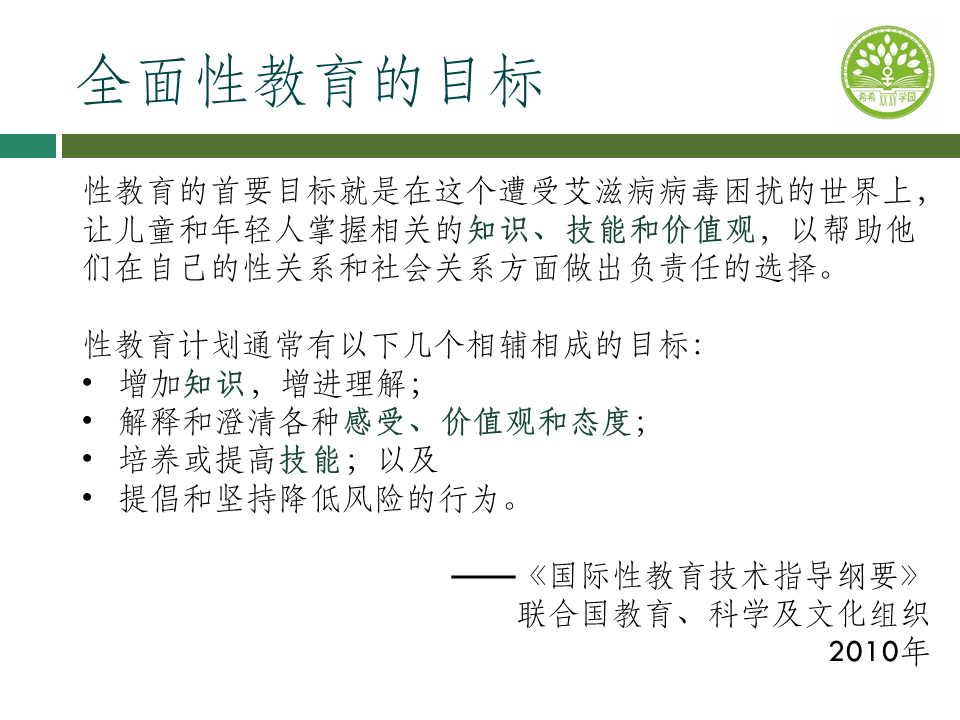 全面性教育的目标
希希 XXXY 学园
性教育的首要目标就是在这个遭受艾滋病病毒困扰的世界上，
让儿童和年轻人掌握相关的知识、技能和价值观，以帮助他
们在自己的性关系和社会关系方面做出负责任的选择。
性教育计划通常有以下几个相辅相成的目标：
• 增加知识，增进理解；
• 解释和澄清各种感受、价值观和态度；
• 培养或提高技能；以及
• 提倡和坚持降低风险的行为。
——《国际性教育技术指导纲要》
联合国教育、科学及文化组织
2010年